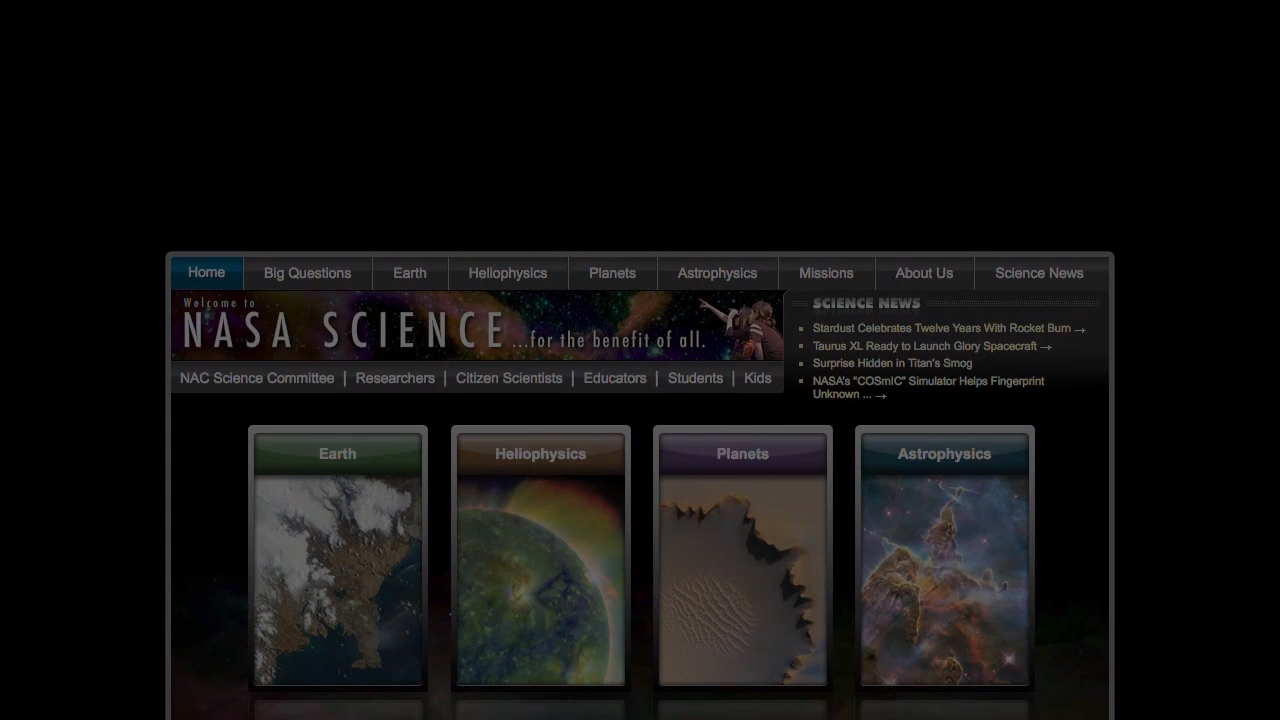 Home Big Questions Earth Heliophysics Planets Astrophysics Missions About Us Science News
Welcome to
NASA SCIENCE ...for the benefit of all.
NAC Science Committee | Researchers | Citizen Scientists | Educators | Students | Kids
SCIENCE NEWS
Stardust Celebrates Twelve Years With Rocket Burn →
Taurus XL Ready to Launch Glory Spacecraft →
Surprise Hidden in Titan's Smog
NASA's "COSmIC" Simulator Helps Fingerprint
Unknown ... →
Earth Heliophysics Planets Astrophysics